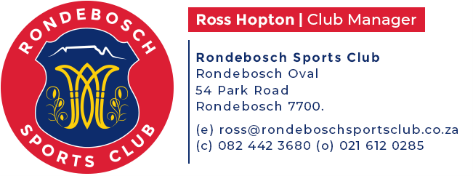 RONDEBOSCH
SPORTS CLUB
Ross Hopton | Club Manager
Rondebosch Sports Club
Rondebosch Oval
54 Park Road
Rondebosch 7700.
(e) ross@rondeboschsportsclub.co.za
(c) 082 442 3680 (o) 021 612 0285